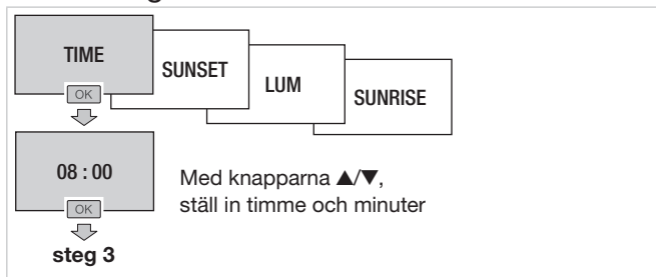 TIME
SUNSET
LUM
SUNRISE
OK
08 : 00
Med knapparna ▲/▼,
ställ in timme och minuter
OK
steg 3